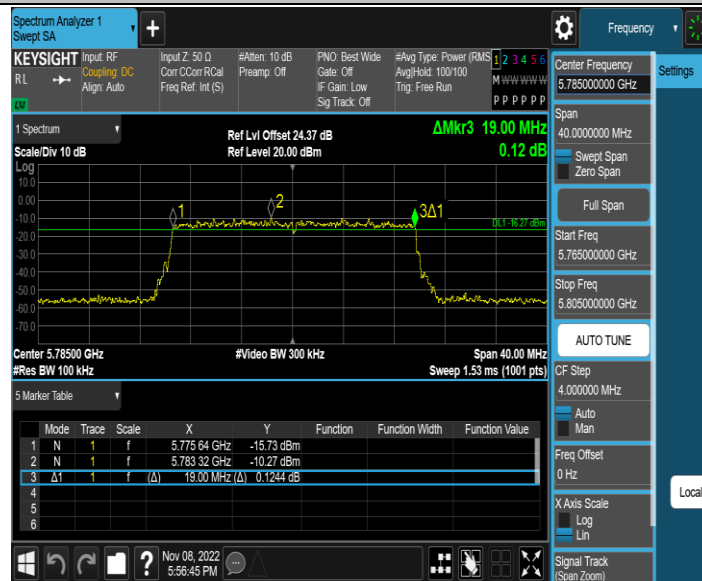 Spectrum Analyzer 1
Swept SA
Frequency
KEYSIGHT
RL
LXI
Input: RF
Coupling: DC
Align: Auto
Input Z: 50 Ω
Corr CCorr RCal
Freq Ref: Int (S)
#Atten: 10 dB
Preamp: Off
PNO: Best Wide
Gate: Off
IF Gain: Low
Sig Track: Off
#Avg Type: Power (RMS
Avg|Hold: 100/100
Trig: Free Run
1 2 3 4 5 6
M W W W W W
P P P P P P
1 Spectrum
Scale/Div 10 dB
Ref Lvl Offset 24.37 dB
Ref Level 20.00 dBm
ΔMkr3 19.00 MHz
0.12 dB
Log
10.0
0.00
-10.0
-20.0
-30.0
-40.0
-50.0
-60.0
-70.0
1
2
3Δ1
DL1 -16.27 dBm
Center 5.78500 GHz
#Video BW 300 kHz
Span 40.00 MHz
#Res BW 100 kHz
Sweep 1.53 ms (1001 pts)
5 Marker Table
Mode Trace Scale X Y Function Function Width Function Value
1 N 1 f 5.775 64 GHz -15.73 dBm
2 N 1 f 5.783 32 GHz -10.27 dBm
3 Δ1 1 f (Δ) 19.00 MHz (Δ) 0.1244 dB
4
5
6
?
Nov 08, 2022
5:56:45 PM
Center Frequency
5.785000000 GHz
Settings
Span
40.0000000 MHz
Swept Span
Zero Span
Full Span
Start Freq
5.765000000 GHz
Stop Freq
5.805000000 GHz
AUTO TUNE
CF Step
4.000000 MHz
Auto
Man
Freq Offset
0 Hz
Local
X Axis Scale
Log
Lin
Signal Track
(Span Zoom)